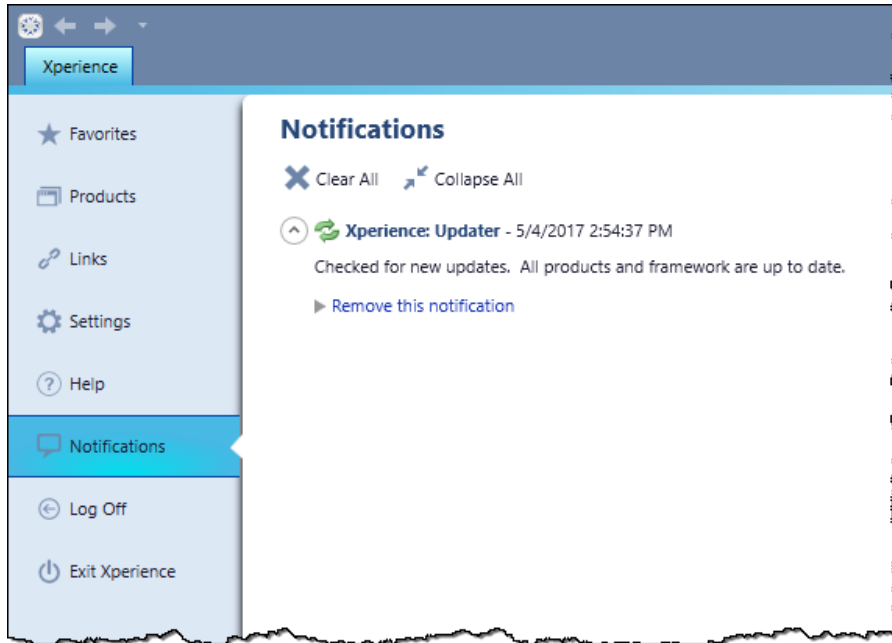 Xperience
Favorites
Products
Links
Settings
Help
Notifications
Log Off
Exit Xperience
Notifications
Clear All Collapse All
Xperience: Updater - 5/4/2017 2:54:37 PM
Checked for new updates.  All products and framework are up to date.
Remove this notification